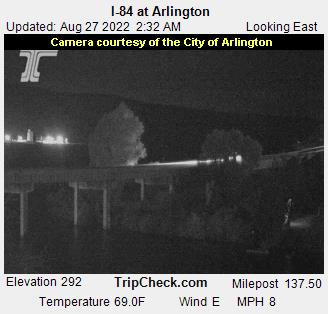 I-84 at Arlington
Updated: Aug 27 2022 2:32 AM Looking East
Camera courtesy of the City of Arlington
Elevation 292 TripCheck.com Milepost 137.50
Temperature 69.0F Wind E MPH 8